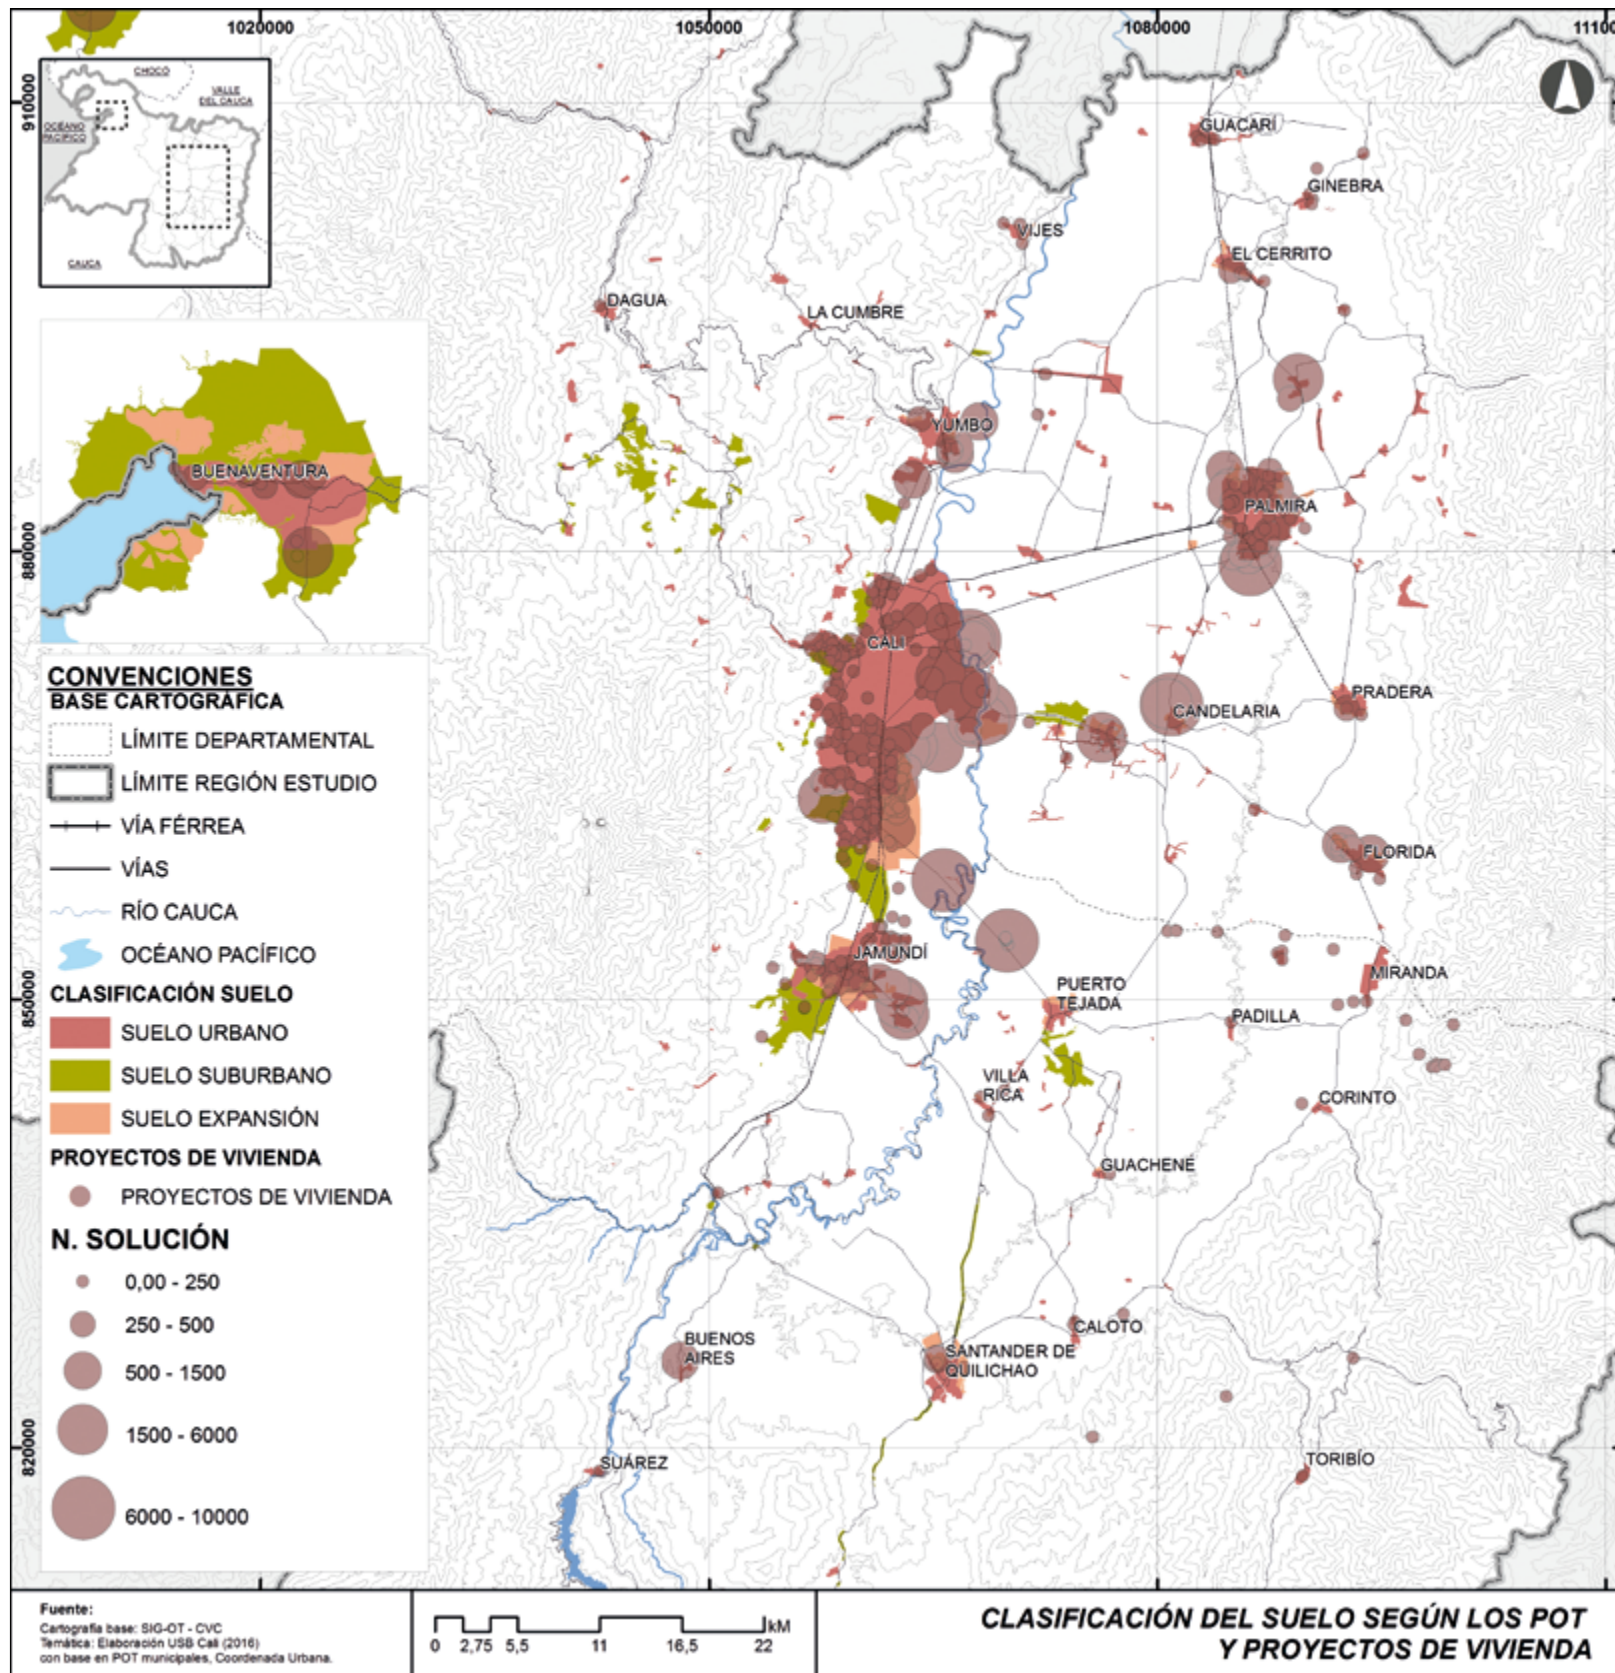 1020000
1050000
1080000
11100
910000
880000
850000
820000
CHOCÓ
VALLE
DEL CAUCA
OCÉANO
PACÍFICO
CAUCA
BUENAVENTURA
CONVENCIONES
BASE CARTOGRÁFICA
LÍMITE DEPARTAMENTAL
LÍMITE REGIÓN ESTUDIO
VÍA FÉRREA
VÍAS
RÍO CAUCA
OCÉANO PACÍFICO
CLASIFICACIÓN SUELO
SUELO URBANO
SUELO SUBURBANO
SUELO EXPANSIÓN
PROYECTOS DE VIVIENDA
PROYECTOS DE VIVIENDA
N. SOLUCIÓN
0,00 - 250
250 - 500
500 - 1500
1500 - 6000
6000 - 10000
GUACARÍ
GINEBRA
VIJES
EL CERRITO
DAGUA
LA CUMBRE
YUMBO
PALMIRA
CALI
PRADERA
CANDELARIA
FLORIDA
JAMUNDÍ
MIRANDA
PUERTO
TEJADA
PADILLA
VILLA
RICA
CORINTO
GUACHENE
CALOTO
BUENOS
AIRES
SANTANDER DE
QUILICHAO
SUÁREZ
TORIBÍO
Fuente:
Cartografía base: SIG-OT - CVC
Temática: Elaboración USB Cali (2016)
con base en POT municipales, Coordenada Urbana.
kM
0 2,75 5,5 11 16,5 22
CLASIFICACIÓN DEL SUELO SEGÚN LOS POT
Y PROYECTOS DE VIVIENDA